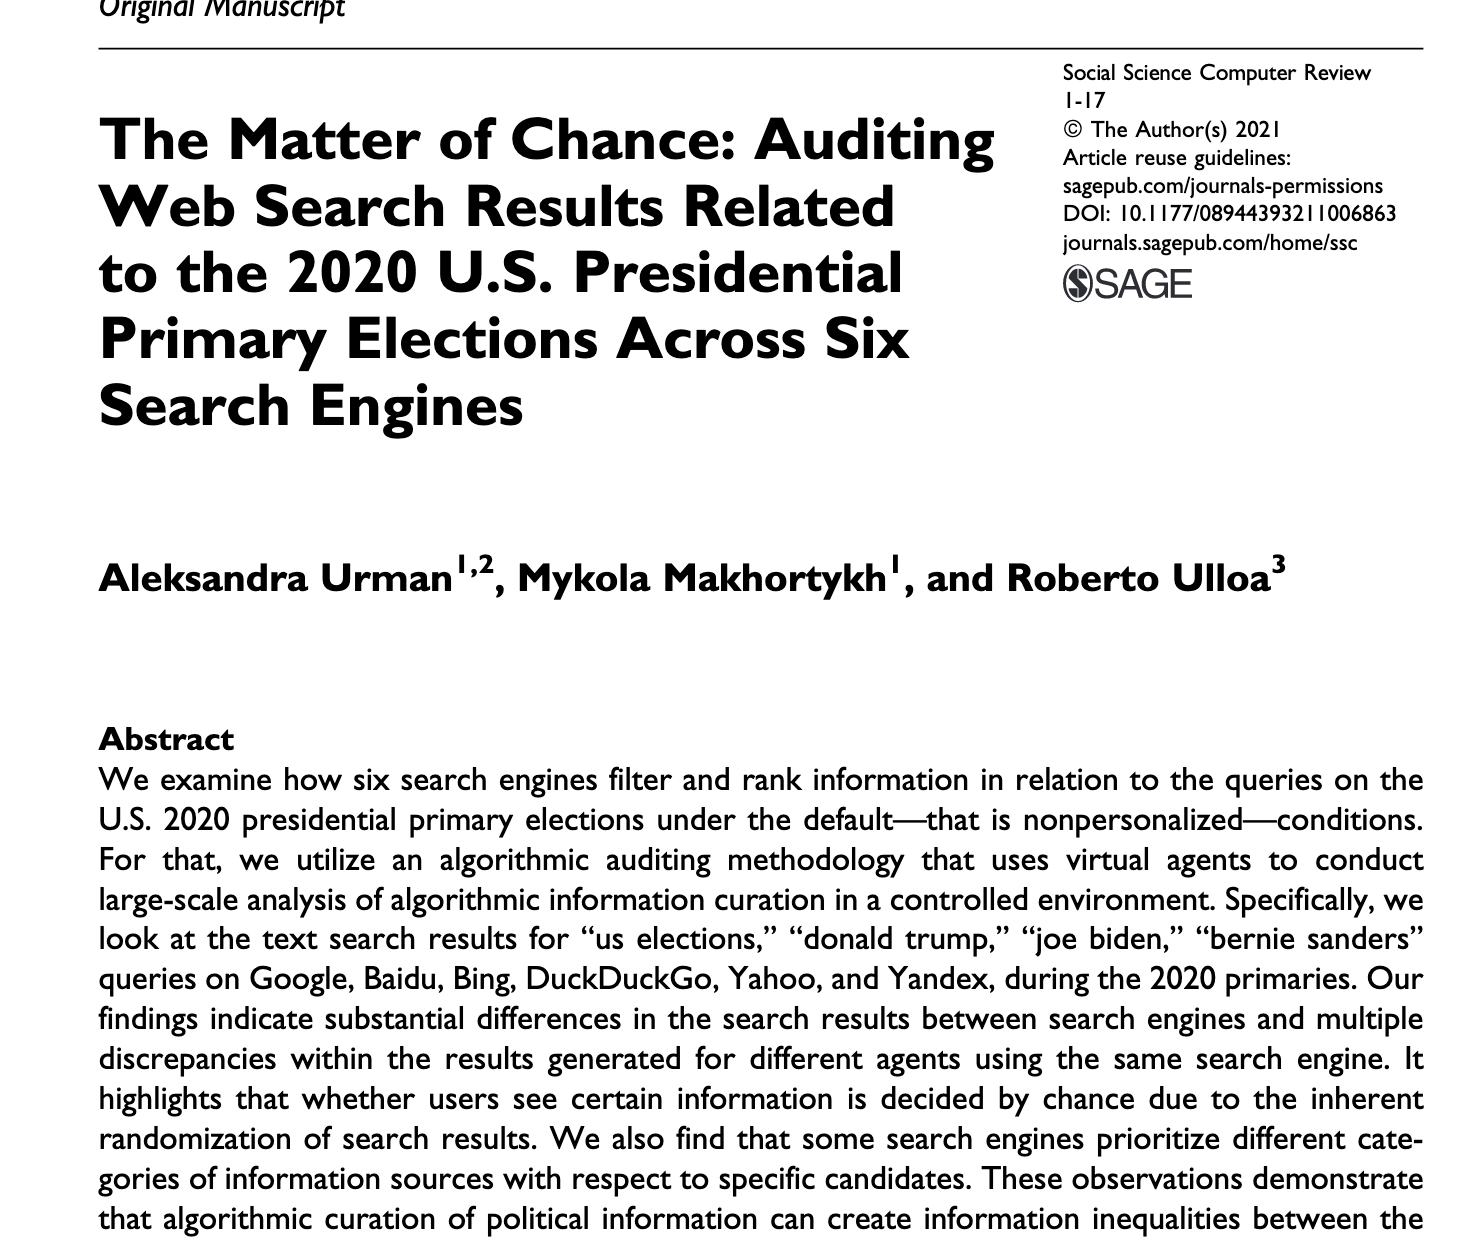 Original Manuscript
Social Science Computer Review
1-17
© The Author(s) 2021
Article reuse guidelines:
sagepub.com/journals-permissions
DOI: 10.1177/08944393211006863
journals.sagepub.com/home/ssc
SAGE
The Matter of Chance: Auditing
Web Search Results Related
to the 2020 U.S. Presidential
Primary Elections Across Six
Search Engines
Aleksandra Urman1,2, Mykola Makhortykh1, and Roberto Ulloa3
Abstract
We examine how six search engines filter and rank information in relation to the queries on the
U.S. 2020 presidential primary elections under the default—that is nonpersonalized—conditions.
For that, we utilize an algorithmic auditing methodology that uses virtual agents to conduct
large-scale analysis of algorithmic information curation in a controlled environment. Specifically, we
look at the text search results for “us elections,” “donald trump,” “joe biden,” “bernie sanders”
queries on Google, Baidu, Bing, DuckDuckGo, Yahoo, and Yandex, during the 2020 primaries. Our
findings indicate substantial differences in the search results between search engines and multiple
discrepancies within the results generated for different agents using the same search engine. It
highlights that whether users see certain information is decided by chance due to the inherent
randomization of search results. We also find that some search engines prioritize different cate-
gories of information sources with respect to specific candidates. These observations demonstrate
that algorithmic curation of political information can create information inequalities between the